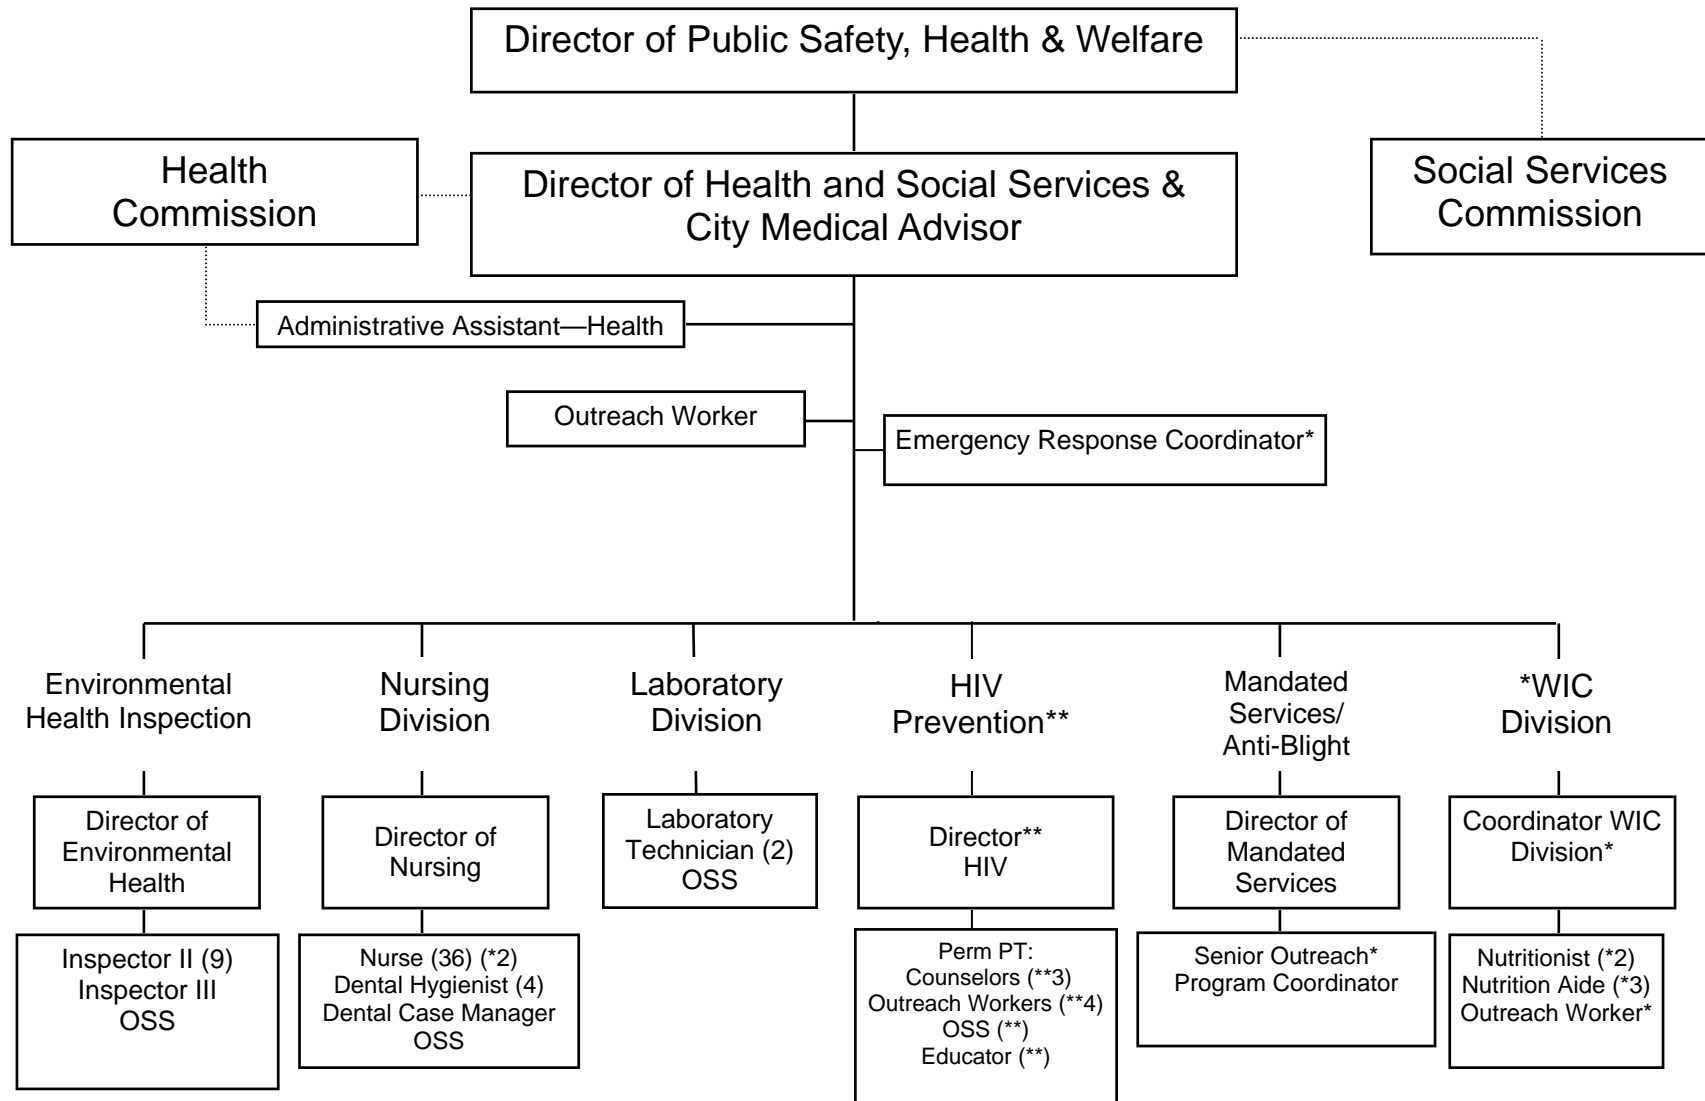 Director of Public Safety, Health & Welfare
Health
Commission
Director of Health and Social Services &
City Medical Advisor
Social Services
Commission
Administrative Assistant—Health
Outreach Worker
Emergency Response Coordinator*
Environmental
Health Inspection
Nursing
Division
Laboratory
Division
HIV
Prevention**
Mandated
Services/
Anti-Blight
*WIC
Division
Director of
Environmental
Health
Director of
Nursing
Laboratory
Technician (2)
OSS
Director**
HIV
Director of
Mandated
Services
Coordinator WIC
Division*
Inspector II (9)
Inspector III
OSS
Nurse (36) (*2)
Dental Hygienist (4)
Dental Case Manager
OSS
Perm PT:
Counselors (**3)
Outreach Workers (**4)
OSS (**)
Educator (**)
Senior Outreach*
Program Coordinator
Nutritionist (*2)
Nutrition Aide (*3)
Outreach Worker*